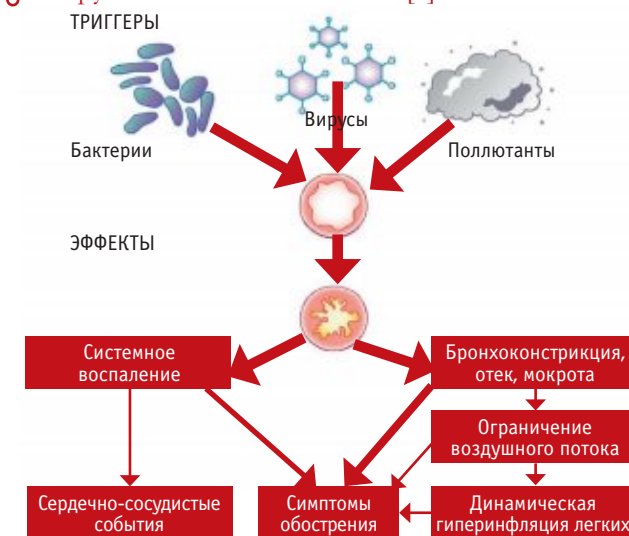 ТРИГГЕРЫ
Вирусы
Бактерии
Поллютанты
ЭФФЕКТЫ
Системное
воспаление
Бронхоконстрикция,
отек, мокрота
Ограничение
воздушного потока
Сердечно-сосудистые
события
Симптомы
обострения
Динамическая
гиперинфляция легких